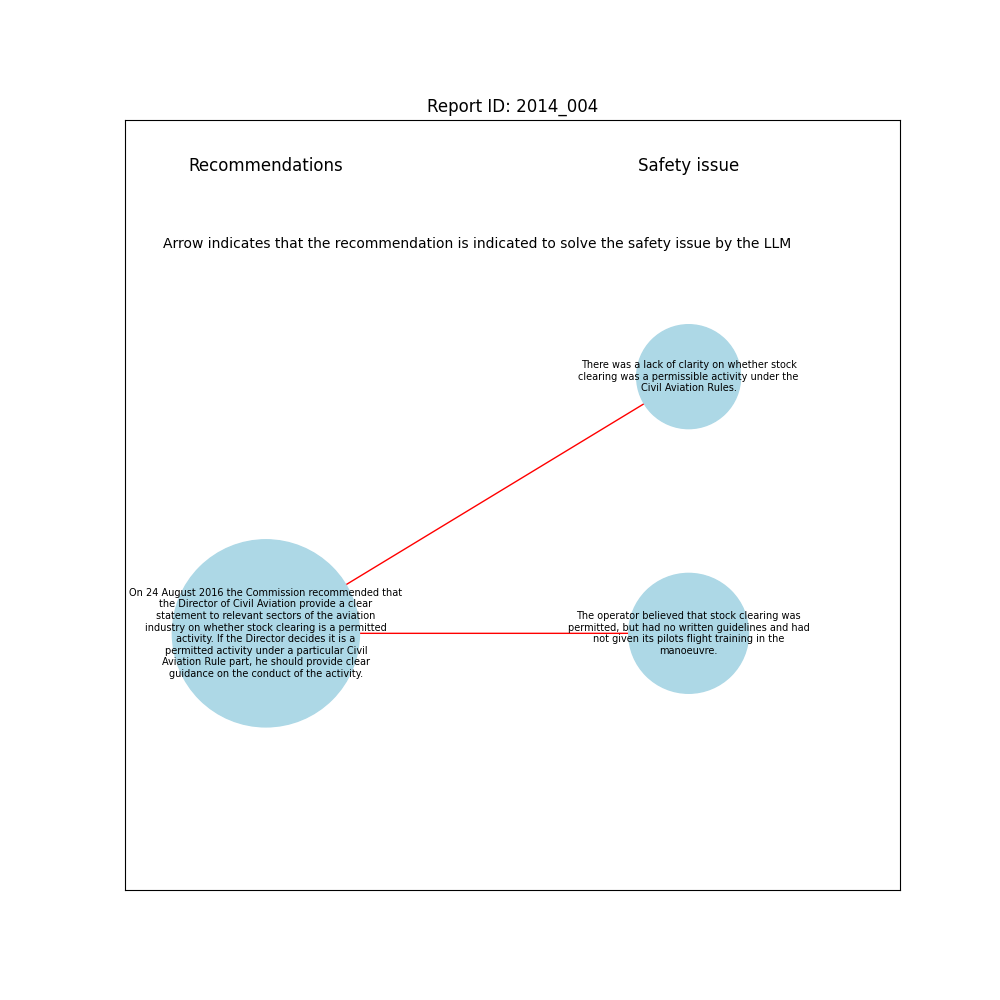 Report ID: 2014_004
Recommendations
Safety issue
Arrow indicates that the recommendation is indicated to solve the safety issue by the LLM
There was a lack of clarity on whether stock
clearing was a permissible activity under the
Civil Aviation Rules.
On 24 August 2016 the Commission recommended that
the Director of Civil Aviation provide a clear
statement to relevant sectors of the aviation
industry on whether stock clearing is a permitted
activity. If the Director decides it is a
permitted activity under a particular Civil
Aviation Rule part, he should provide clear
guidance on the conduct of the activity.
The operator believed that stock clearing was
permitted, but had no written guidelines and had
not given its pilots flight training in the
manoeuvre.